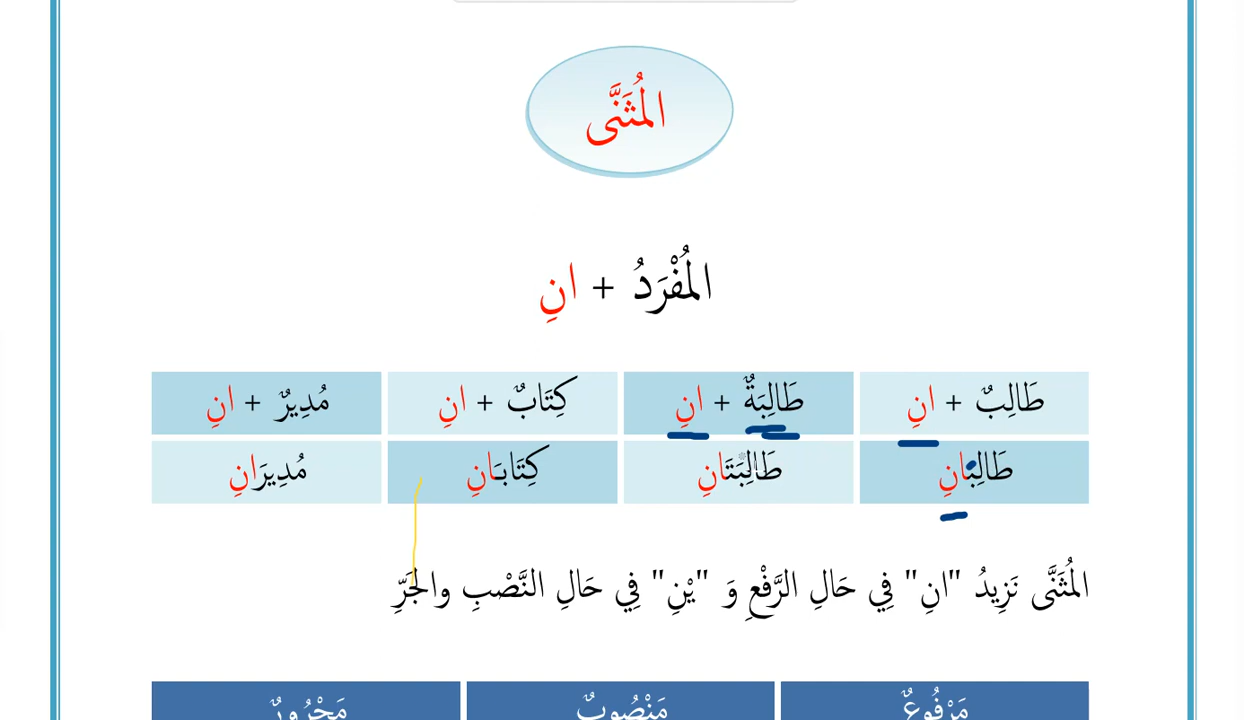 المُثَنَّى
المُفْرَدُ + انِ
طَالِبٌ + انِ طَالِبَةٌ + انِ كِتَابٌ + انِ مُدِيرٌ + انِ
طَالِبَانِ طَالِبَتَانِ كِتَابَانِ مُدِيرَانِ
المُثَنَّى نَزِيدُ "انِ" فِي حَالِ الرَّفْعِ وَ "يْنِ" فِي حَالِ النَّصْبِ والجَرِّ
مَرْفُوعٌ مَنْصُوبٌ مَجْرُورٌ